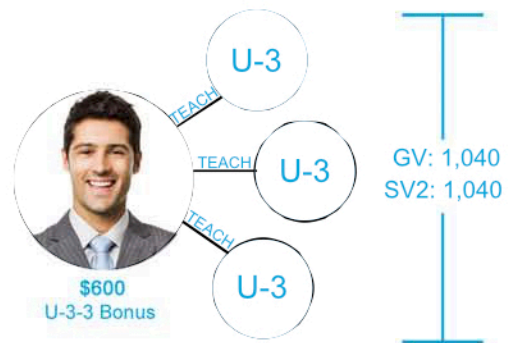 U-3
TEACH
TEACH
U-3
TEACH
U-3
GV: 1,040
SV2: 1,040
$600
U-3-3 Bonus